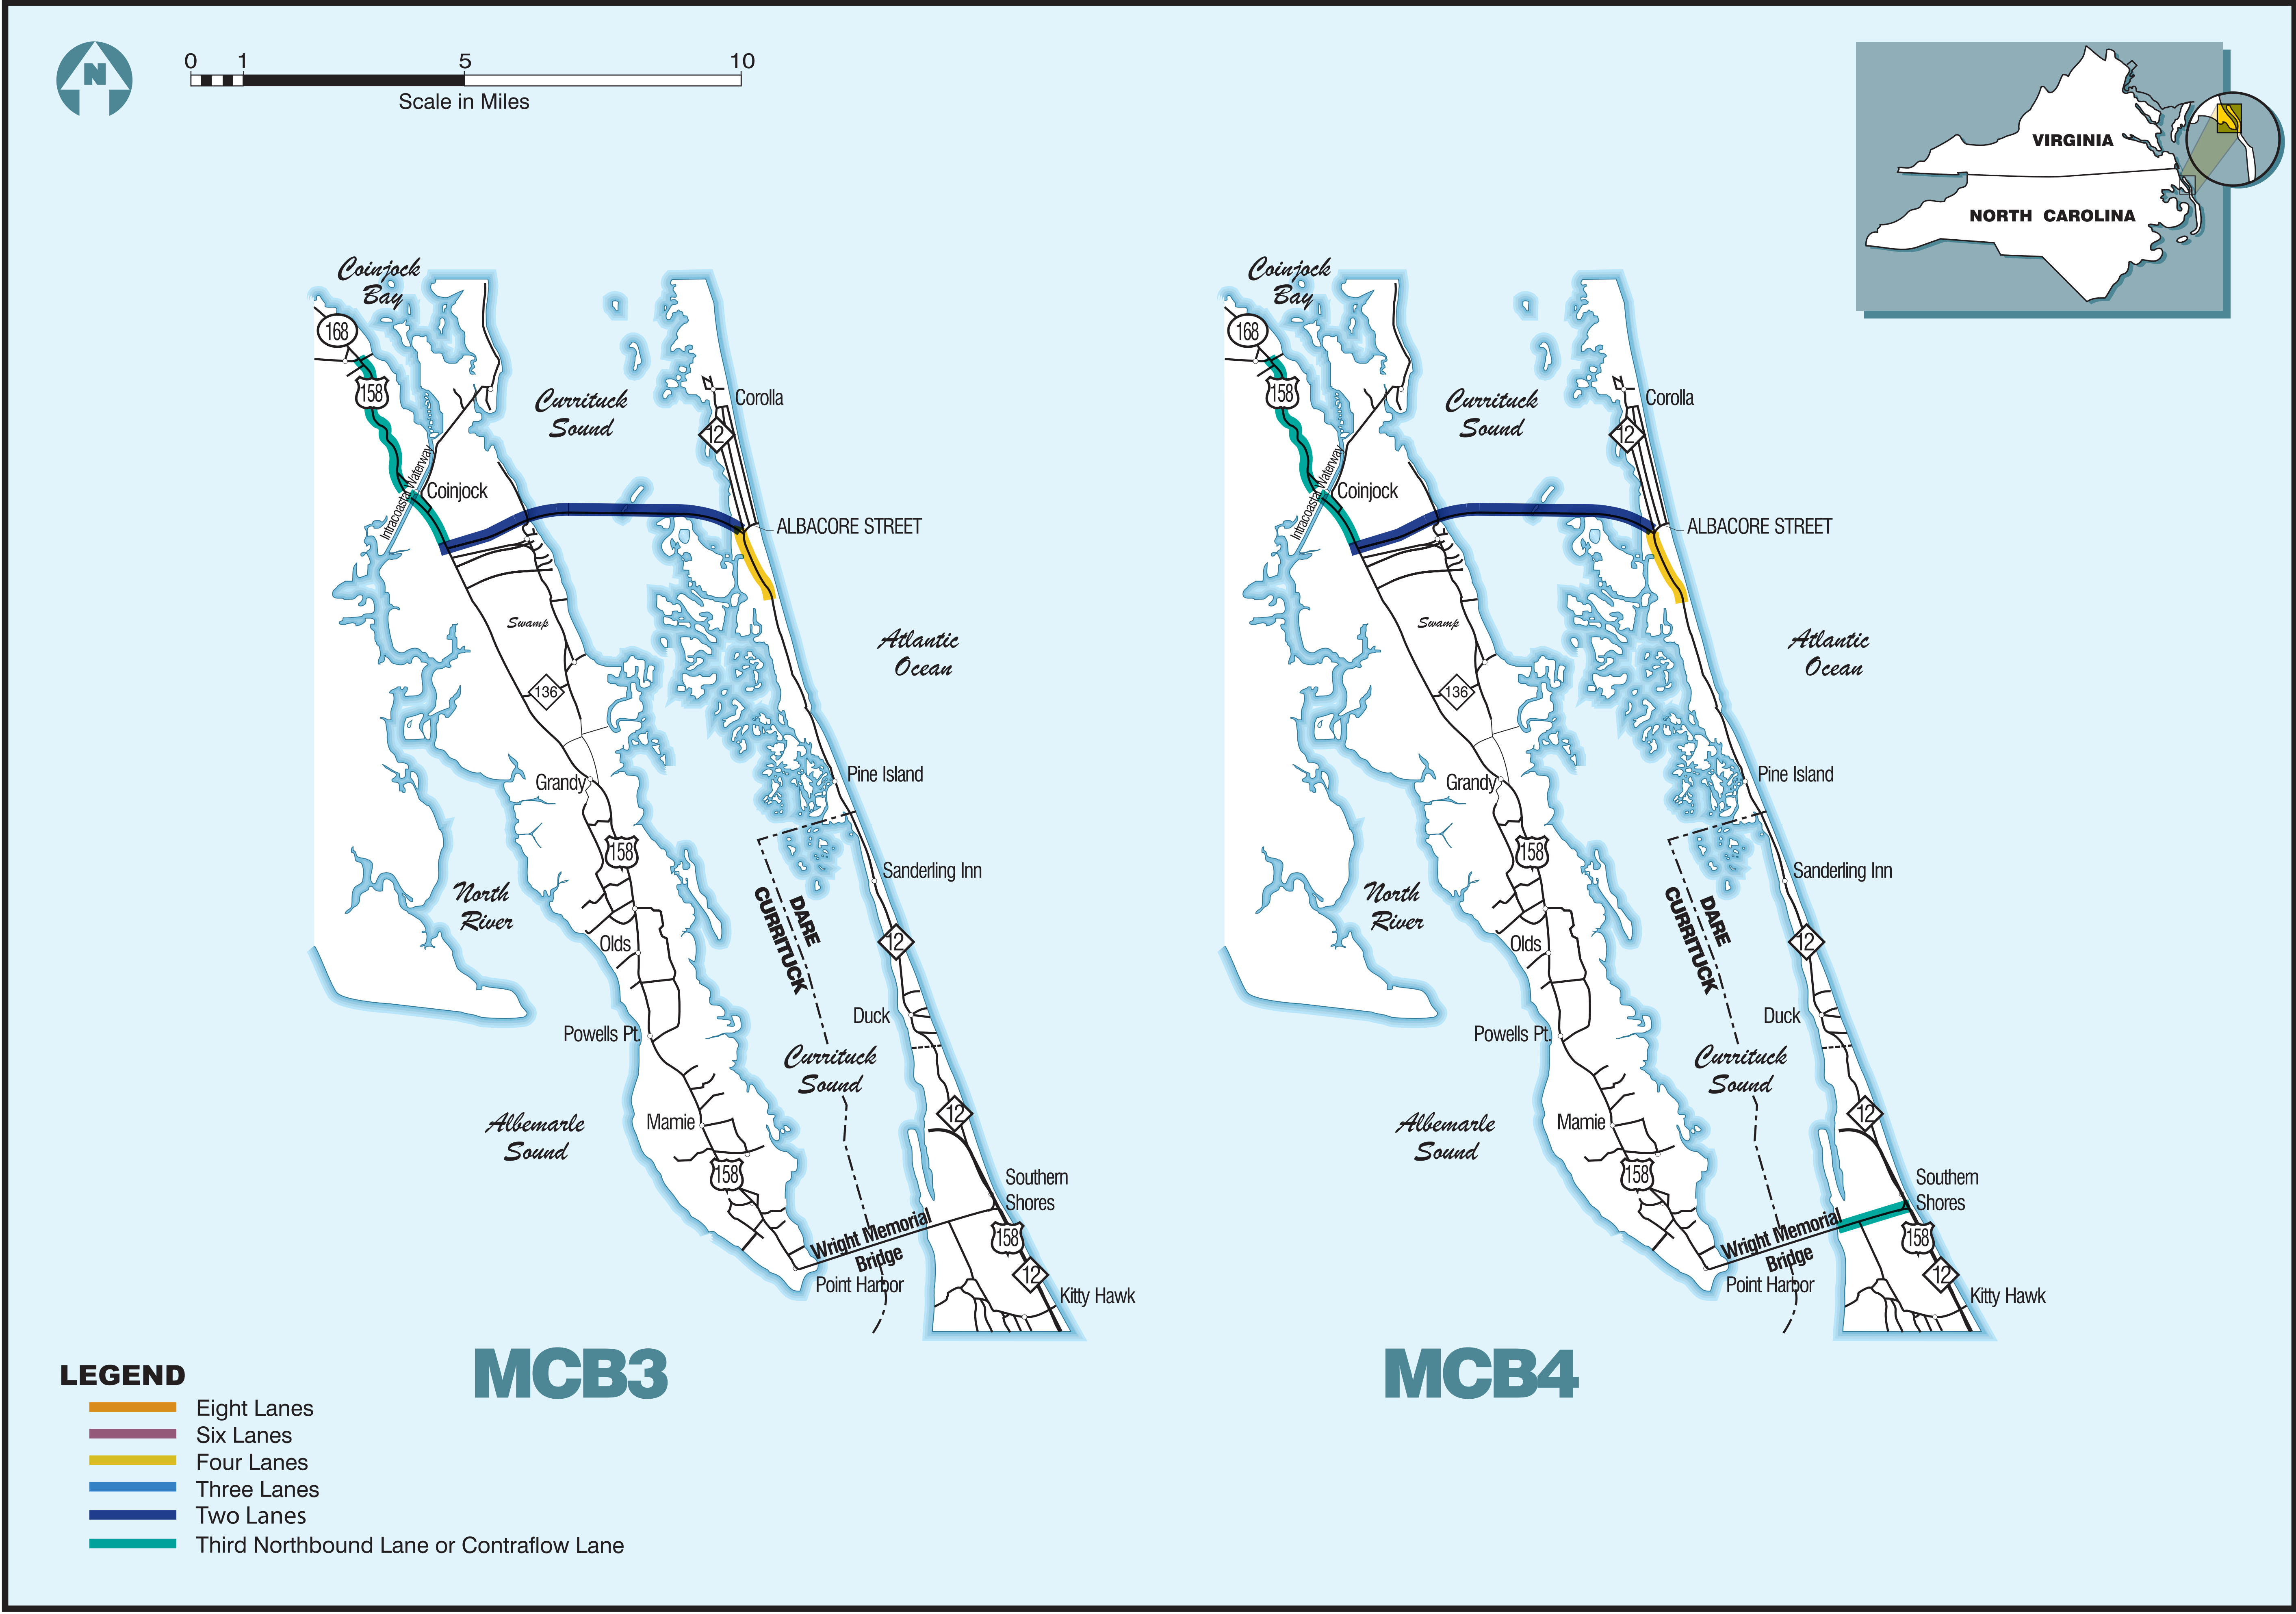 N
0 1 5 10
Scale in Miles
VIRGINIA
NORTH CAROLINA
Coinjock
Bay
168
158
Currituck
Sound
Corolla
12
Intracoastal Waterway
Coinjock
ALBACORE STREET
Swamp
Atlantic
Ocean
136
Pine Island
Grandy
158
Sanderling Inn
North
River
DARE
CURRITUCK
12
Olds
Duck
Powells Pt.
Currituck
Sound
12
Albemarle
Sound
Mamie
158
Southern
Shores
Wright Memorial
Bridge
158
12
Point Harbor
Kitty Hawk
MCB3
Coinjock
Bay
168
158
Currituck
Sound
Corolla
12
Intracoastal Waterway
Coinjock
ALBACORE STREET
Swamp
Atlantic
Ocean
136
Pine Island
Grandy
158
Sanderling Inn
North
River
DARE
CURRITUCK
12
Olds
Duck
Powells Pt.
Currituck
Sound
12
Albemarle
Sound
Mamie
158
Southern
Shores
Wright Memorial
Bridge
158
12
Point Harbor
Kitty Hawk
MCB4
LEGEND
Eight Lanes
Six Lanes
Four Lanes
Three Lanes
Two Lanes
Third Northbound Lane or Contraflow Lane